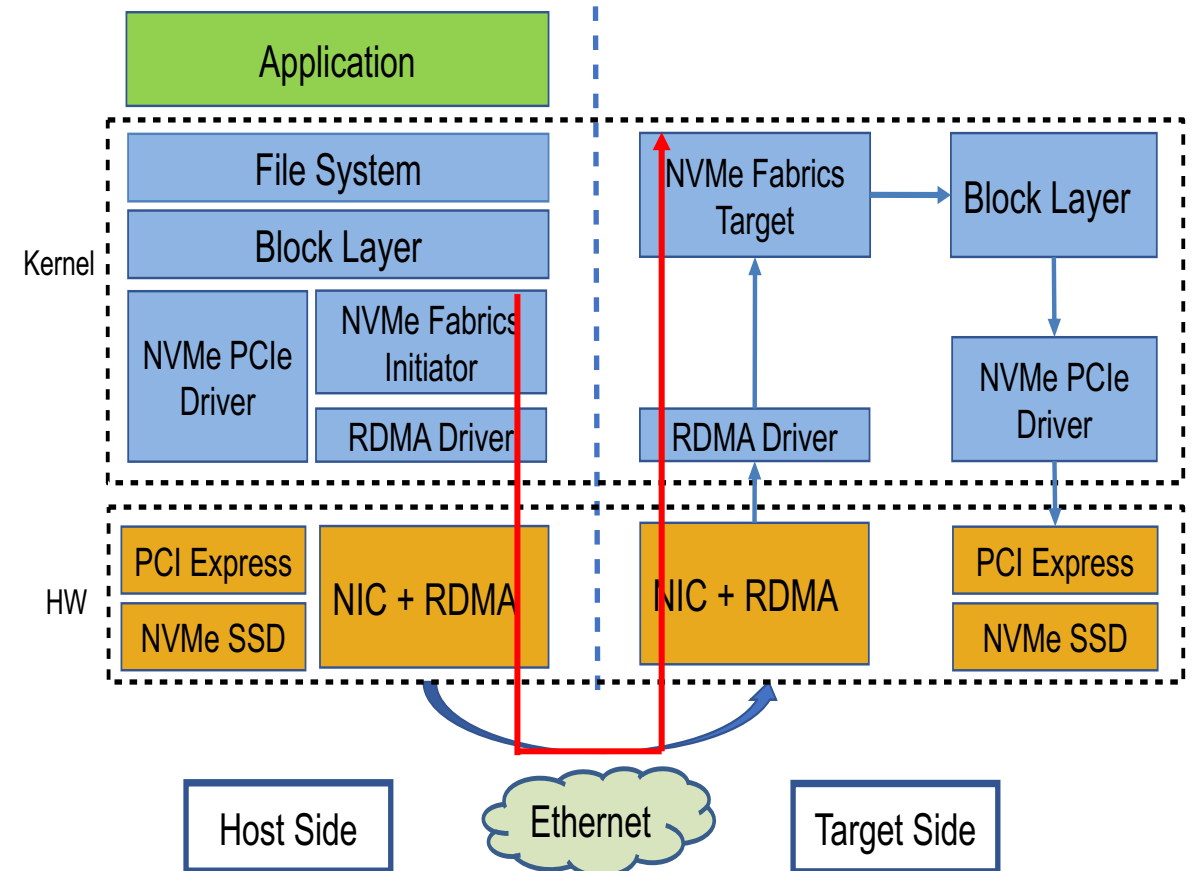 Application
Kernel
File System
Block Layer
NVMe PCIe
Driver
NVMe Fabrics
Initiator
RDMA Driver
NVMe Fabrics
Target
Block Layer
RDMA Driver
NVMe PCIe
Driver
HW
PCI Express
NVMe SSD
NIC + RDMA
NIC + RDMA
PCI Express
NVMe SSD
Host Side
Ethernet
Target Side